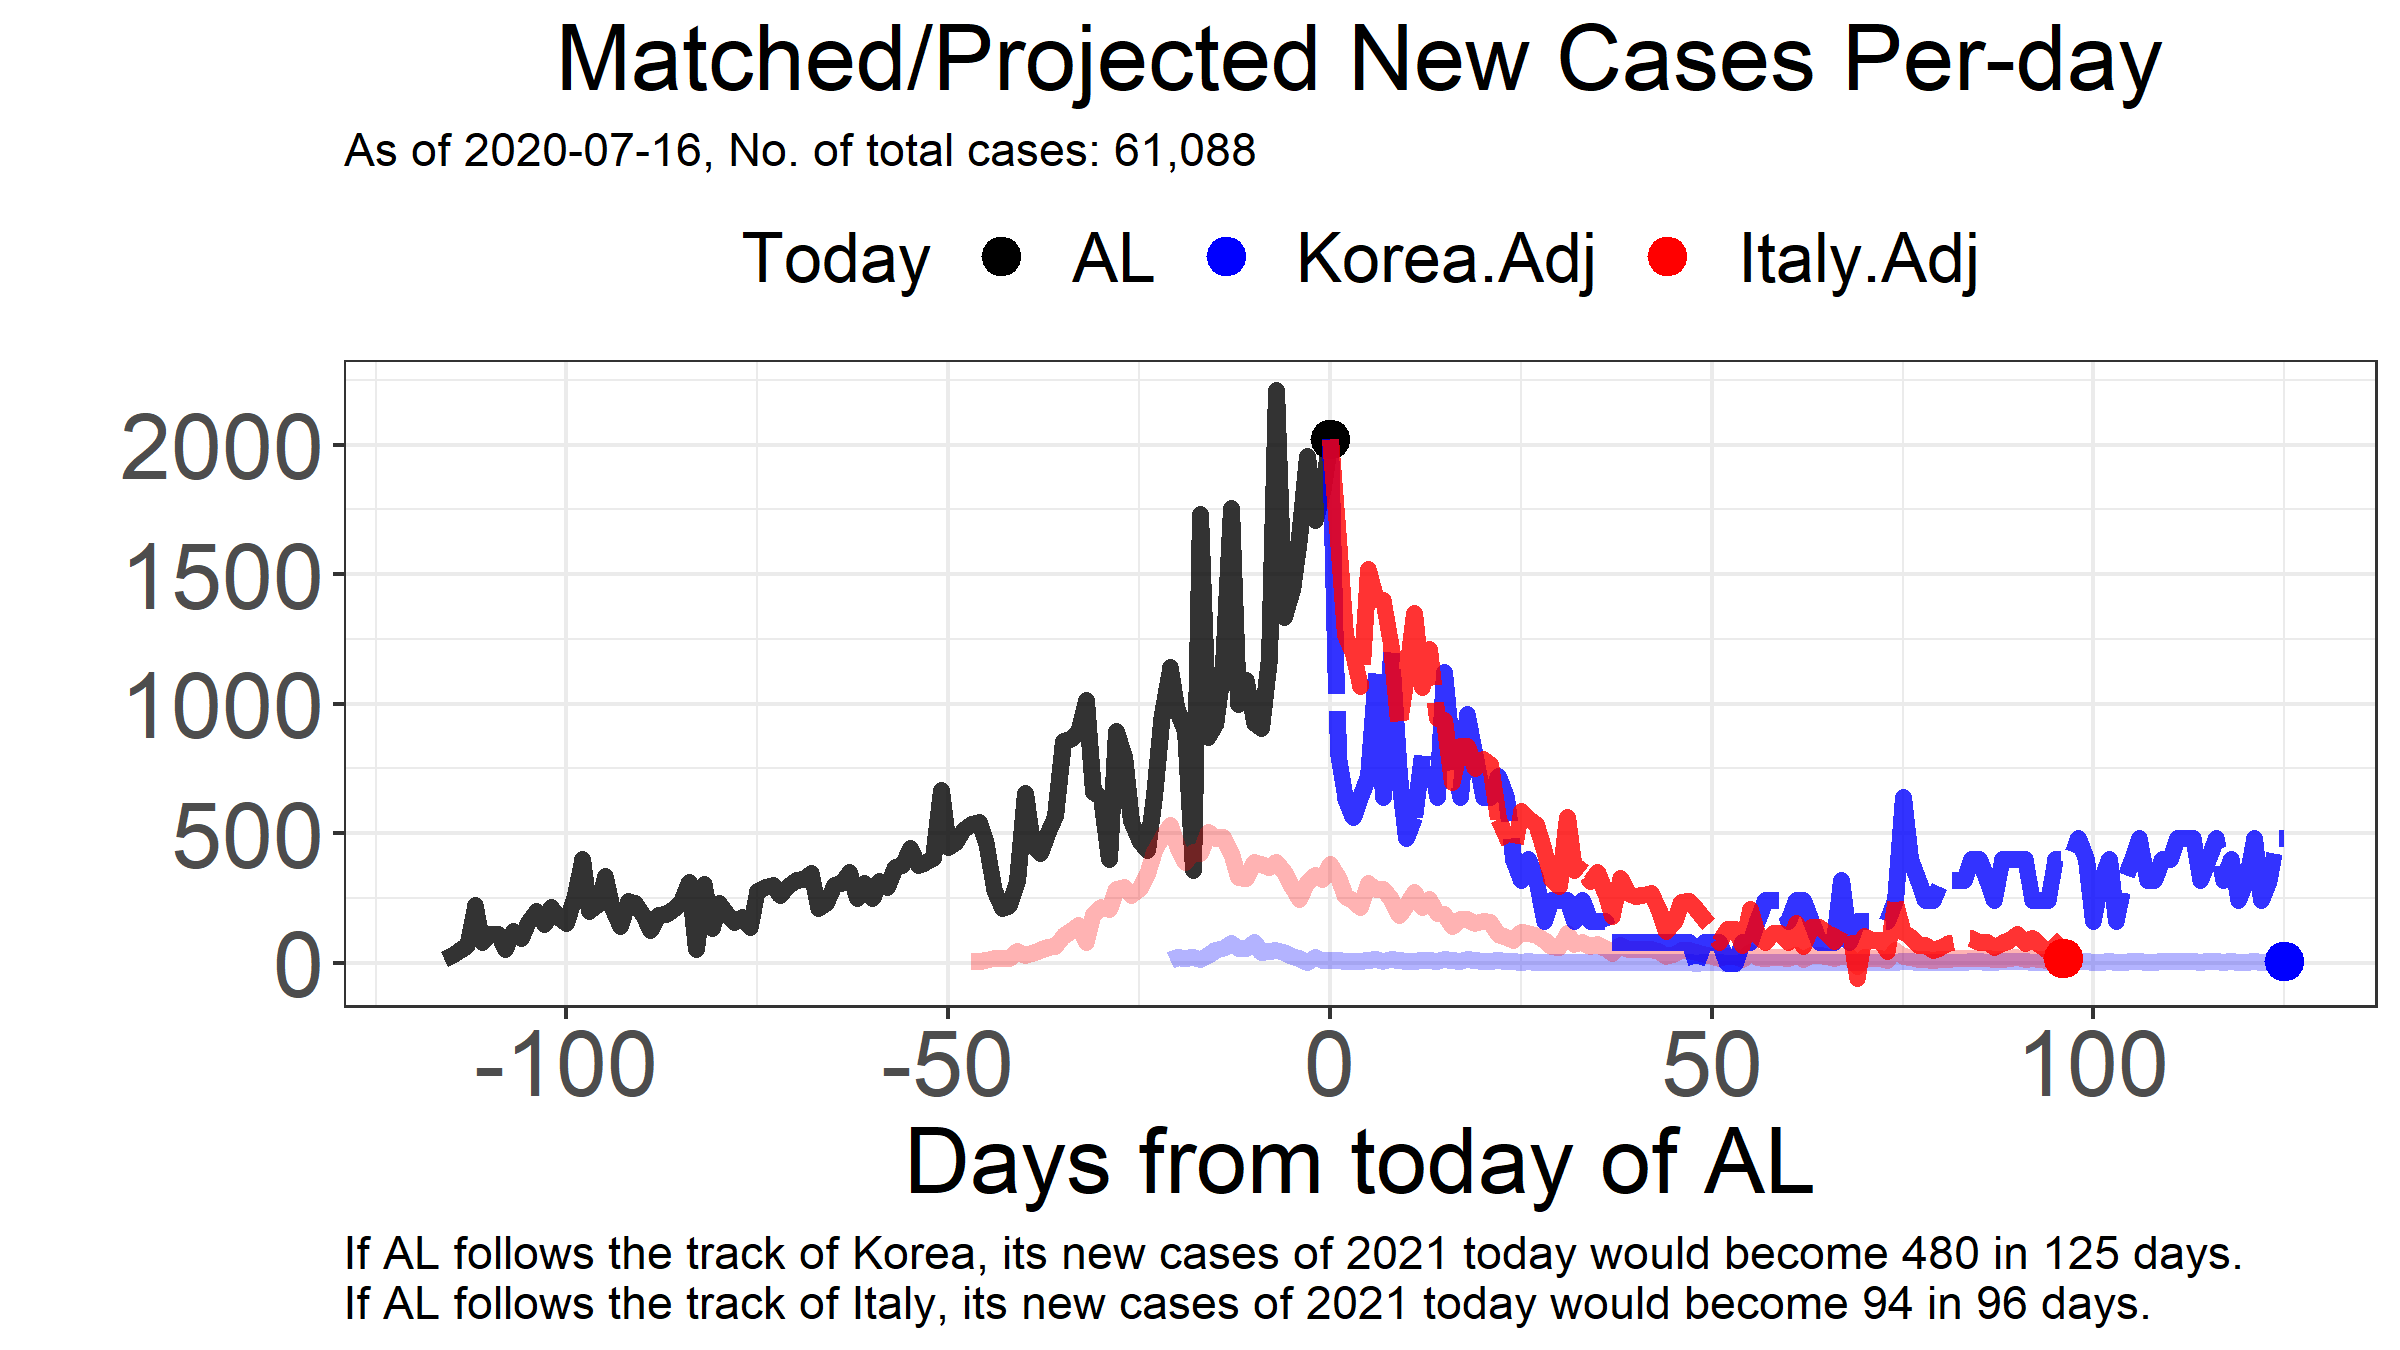 Matched/Projected New Cases Per-day
As of 2020-07-16, No. of total cases: 61,088
Today AL Korea.Adj Italy.Adj
2000
1500
1000
500
0
-100 -50 0 50 100
Days from today of AL
If AL follows the track of Korea, its new cases of 2021 today would become 480 in 125 days.
If AL follows the track of Italy, its new cases of 2021 today would become 94 in 96 days.